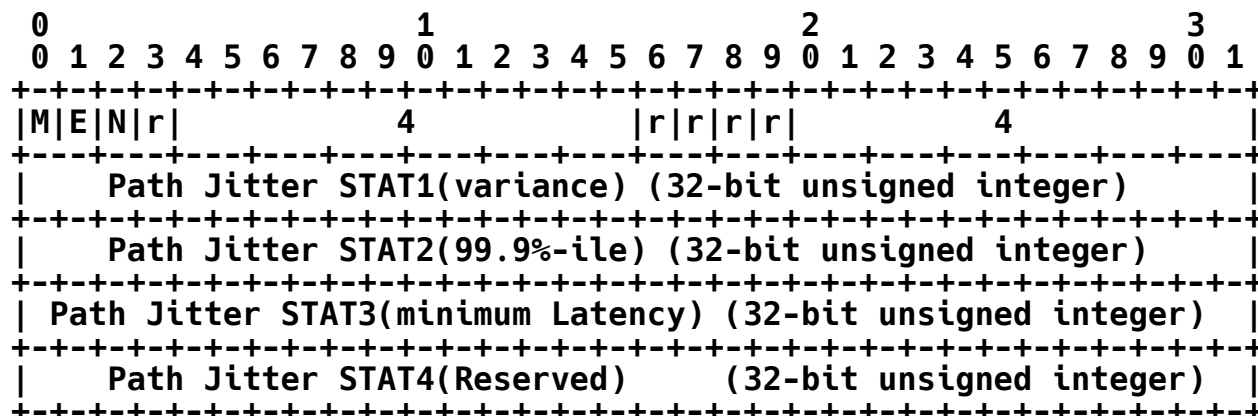 0                   1                   2                   3
0 1 2 3 4 5 6 7 8 9 0 1 2 3 4 5 6 7 8 9 0 1 2 3 4 5 6 7 8 9 0 1
+-+-+-+-+-+-+-+-+-+-+-+-+-+-+-+-+-+-+-+-+-+-+-+-+-+-+-+-+-+-+-+-+
|M|E|N|r|           4           |r|r|r|r|          4            |
+---+---+---+---+---+---+---+---+---+---+---+---+---+---+---+---+
|    Path Jitter STAT1(variance) (32-bit unsigned integer)      |
+-+-+-+-+-+-+-+-+-+-+-+-+-+-+-+-+-+-+-+-+-+-+-+-+-+-+-+-+-+-+-+-+
|    Path Jitter STAT2(99.9%-ile) (32-bit unsigned integer)     |
+-+-+-+-+-+-+-+-+-+-+-+-+-+-+-+-+-+-+-+-+-+-+-+-+-+-+-+-+-+-+-+-+
| Path Jitter STAT3(minimum Latency) (32-bit unsigned integer)  |
+-+-+-+-+-+-+-+-+-+-+-+-+-+-+-+-+-+-+-+-+-+-+-+-+-+-+-+-+-+-+-+-+
|    Path Jitter STAT4(Reserved)     (32-bit unsigned integer)  |
+-+-+-+-+-+-+-+-+-+-+-+-+-+-+-+-+-+-+-+-+-+-+-+-+-+-+-+-+-+-+-+-+